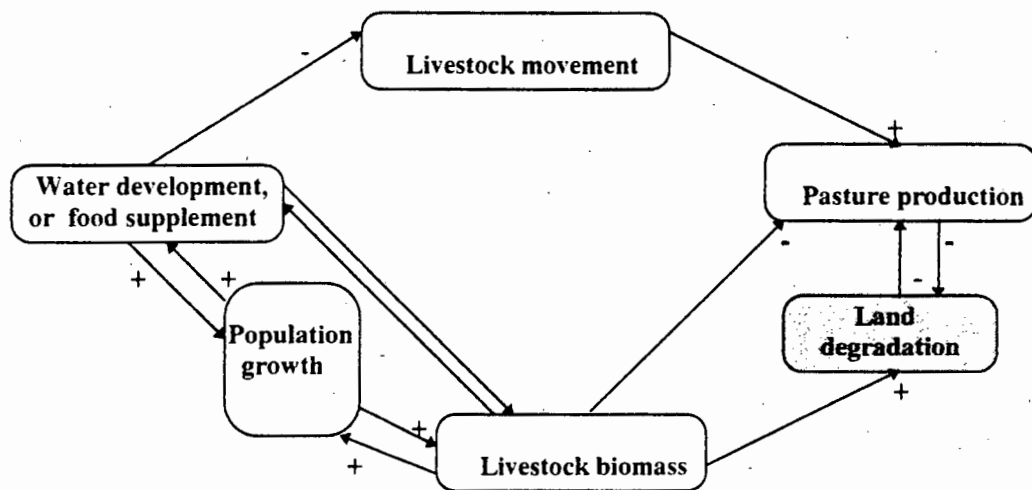 -
Livestock movement
+
Water development,
or food supplement
Pasture production
+
+
-
-
-
Population
growth
Land
degradation
+
+
+
Livestock biomass